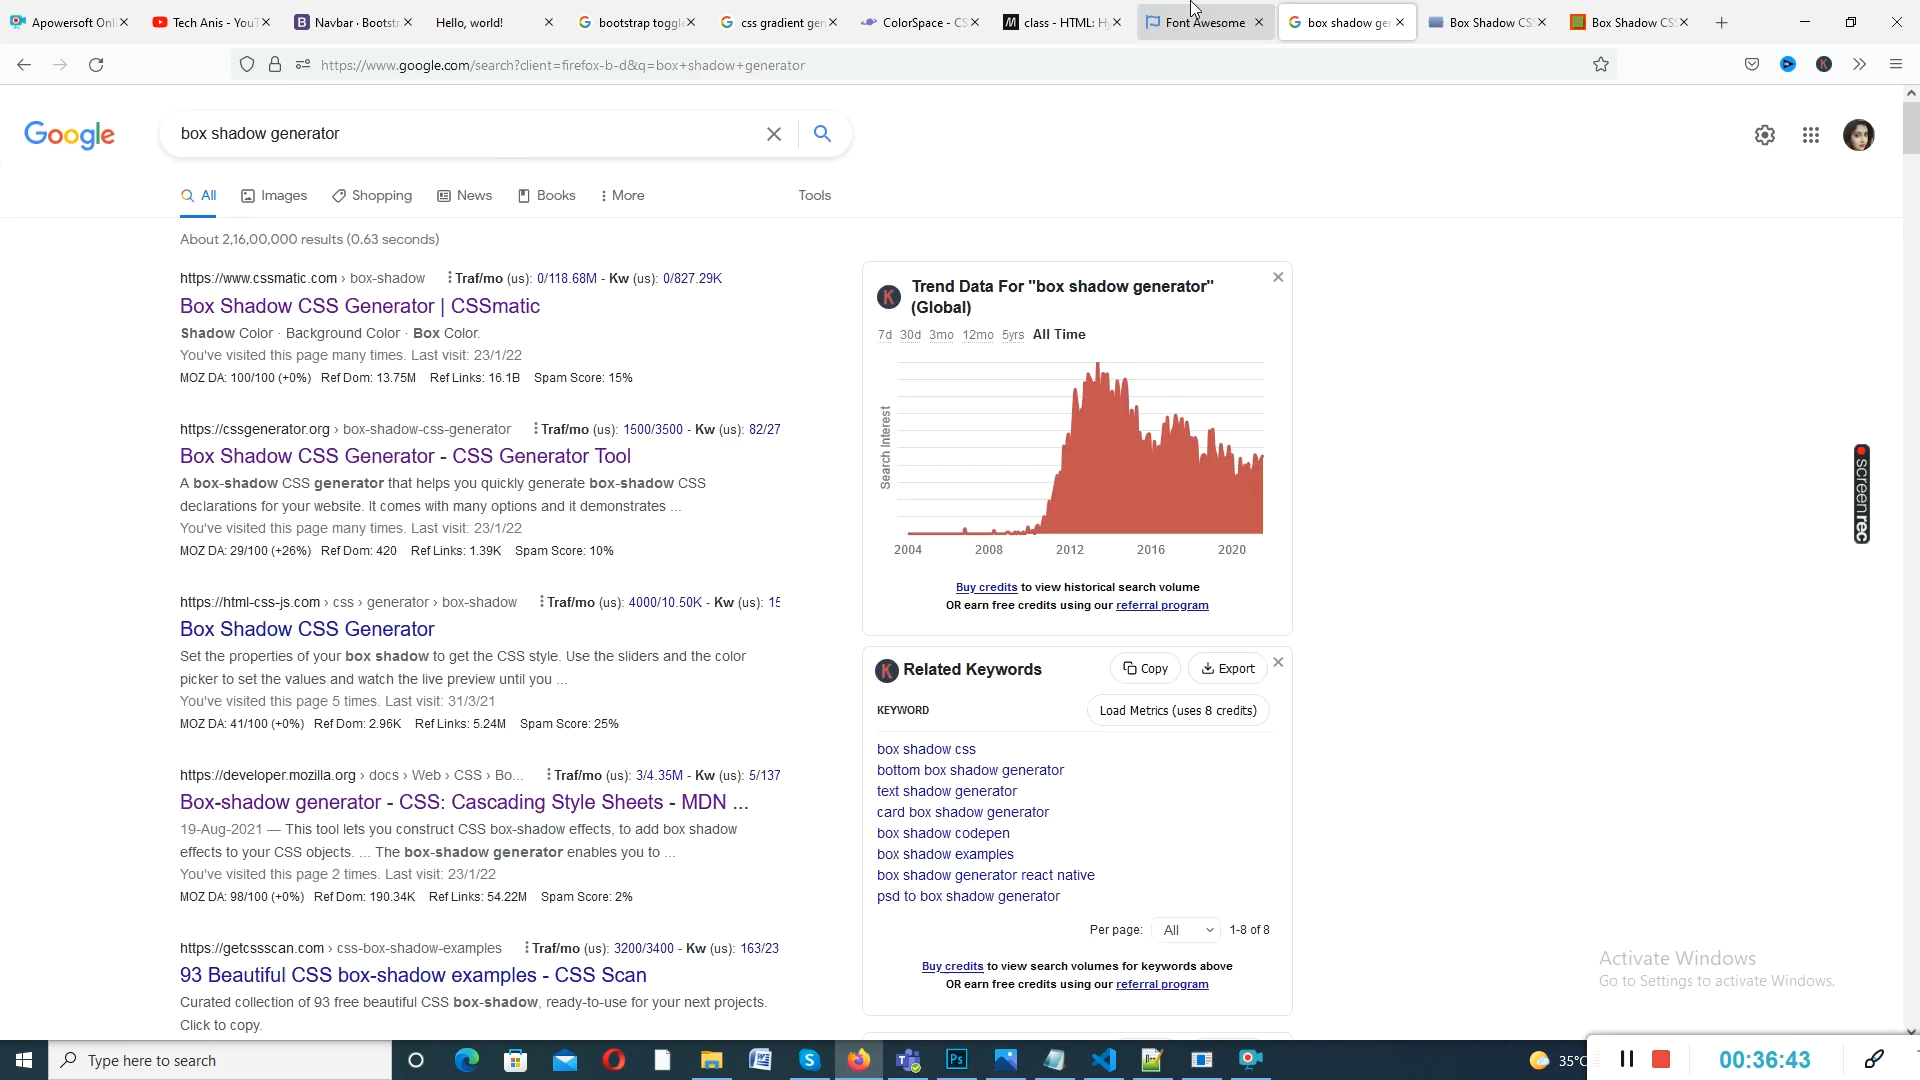 Apowersoft Onli
Tech Anis - YouT
Navbar · Bootstr
Hello, world!
bootstrap toggle
css gradient gen
ColorSpace - CS
class - HTML: Hy
Font Awesome
box shadow gen
Box Shadow CSS
Box Shadow CSS
https://www.google.com/search?client=firefox-b-d&q=box+shadow+generator
Google
box shadow generator
All
Images
Shopping
News
Books
More
Tools
About 2,16,00,000 results (0.63 seconds)
https://www.cssmatic.com › box-shadow Traf/mo (us): 0/118.68M - Kw (us): 0/827.29K
Box Shadow CSS Generator | CSSmatic
Shadow Color · Background Color · Box Color.
You've visited this page many times. Last visit: 23/1/22
MOZ DA: 100/100 (+0%) Ref Dom: 13.75M Ref Links: 16.1B Spam Score: 15%
https://cssgenerator.org › box-shadow-css-generator Traf/mo (us): 1500/3500 - Kw (us): 82/27
Box Shadow CSS Generator - CSS Generator Tool
A box-shadow CSS generator that helps you quickly generate box-shadow CSS
declarations for your website. It comes with many options and it demonstrates ...
You've visited this page many times. Last visit: 23/1/22
MOZ DA: 29/100 (+26%) Ref Dom: 420 Ref Links: 1.39K Spam Score: 10%
https://html-css-js.com › css › generator › box-shadow Traf/mo (us): 4000/10.50K - Kw (us): 15
Box Shadow CSS Generator
Set the properties of your box shadow to get the CSS style. Use the sliders and the color
picker to set the values and watch the live preview until you ...
You've visited this page 5 times. Last visit: 31/3/21
MOZ DA: 41/100 (+0%) Ref Dom: 2.96K Ref Links: 5.24M Spam Score: 25%
https://developer.mozilla.org › docs › Web › CSS › Bo... Traf/mo (us): 3/4.35M - Kw (us): 5/137
Box-shadow generator - CSS: Cascading Style Sheets - MDN ...
19-Aug-2021 — This tool lets you construct CSS box-shadow effects, to add box shadow
effects to your CSS objects. ... The box-shadow generator enables you to ...
You've visited this page 2 times. Last visit: 23/1/22
MOZ DA: 98/100 (+0%) Ref Dom: 190.34K Ref Links: 54.22M Spam Score: 2%
https://getcssscan.com › css-box-shadow-examples Traf/mo (us): 3200/3400 - Kw (us): 163/23
93 Beautiful CSS box-shadow examples - CSS Scan
Curated collection of 93 free beautiful CSS box-shadow, ready-to-use for your next projects.
Click to copy.
K
Trend Data For "box shadow generator"
(Global)
7d 30d 3mo 12mo 5yrs All Time
Search Interest
2004 2008 2012 2016 2020
Buy credits to view historical search volume
OR earn free credits using our referral program
K
Related Keywords
Copy
Export
KEYWORD
Load Metrics (uses 8 credits)
box shadow css
bottom box shadow generator
text shadow generator
card box shadow generator
box shadow codepen
box shadow examples
box shadow generator react native
psd to box shadow generator
Per page: All 1-8 of 8
Buy credits to view search volumes for keywords above
OR earn free credits using our referral program
screenrec
Activate Windows
Go to Settings to activate Windows.
Type here to search
35°C
00:36:43